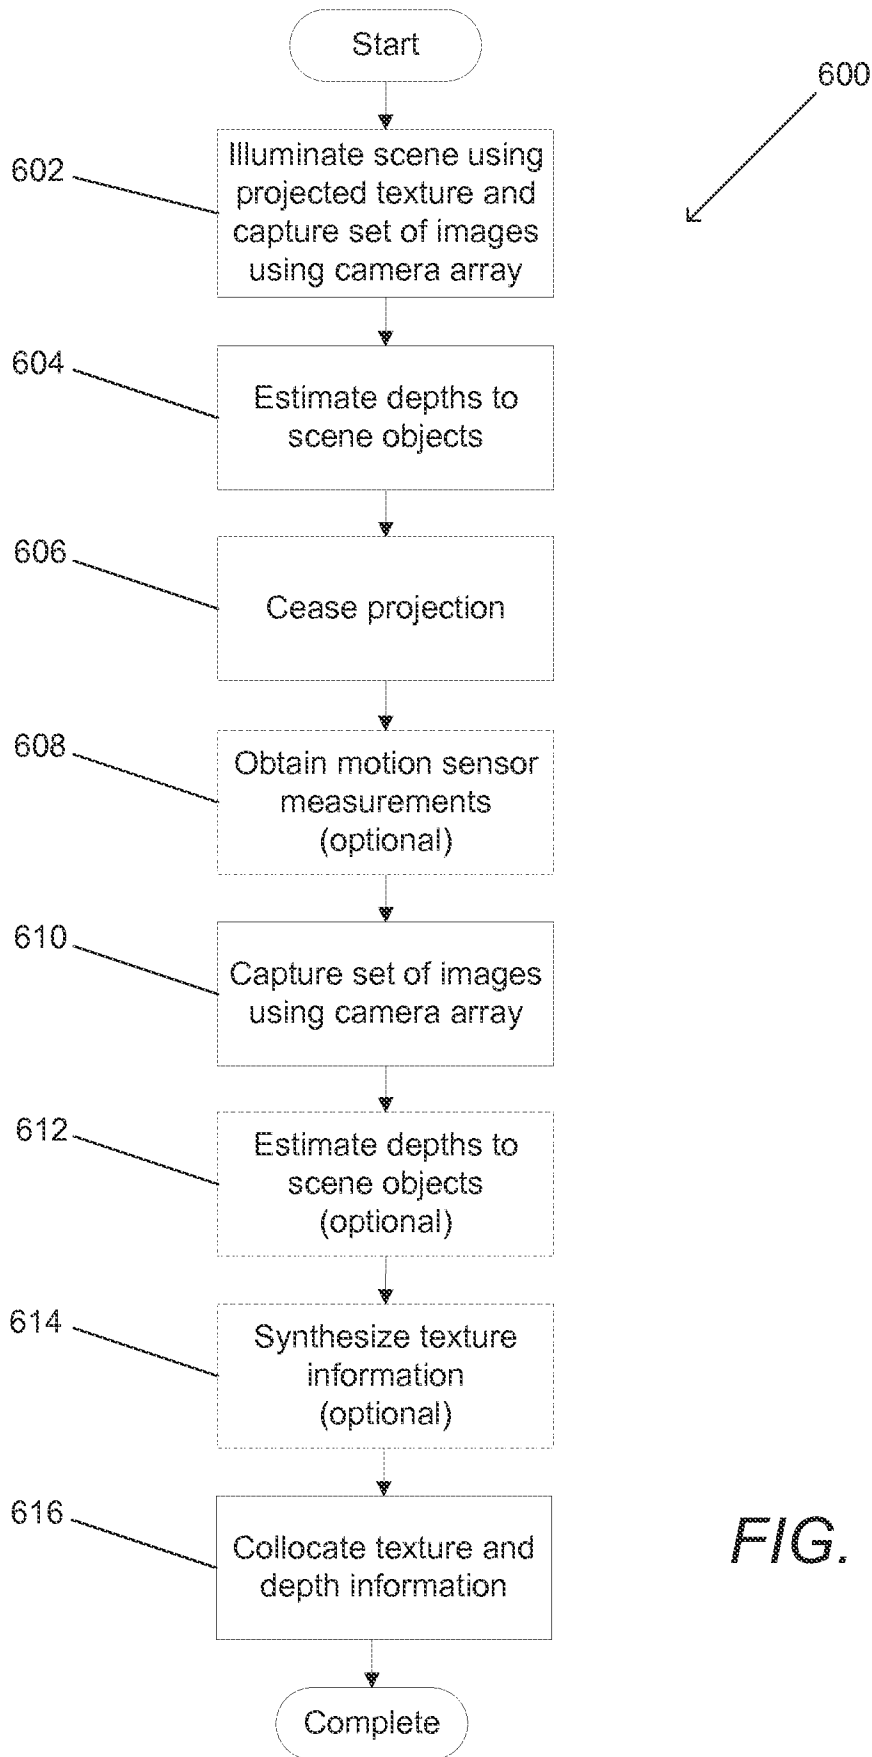 Start
600
602
Illuminate scene using
projected texture and
capture set of images
using camera array
604
Estimate depths to
scene objects
606
Cease projection
608
Obtain motion sensor
measurements
(optional)
610
Capture set of images
using camera array
612
Estimate depths to
scene objects
(optional)
614
Synthesize texture
information
(optional)
616
Collocate texture and
depth information
FIG.
Complete